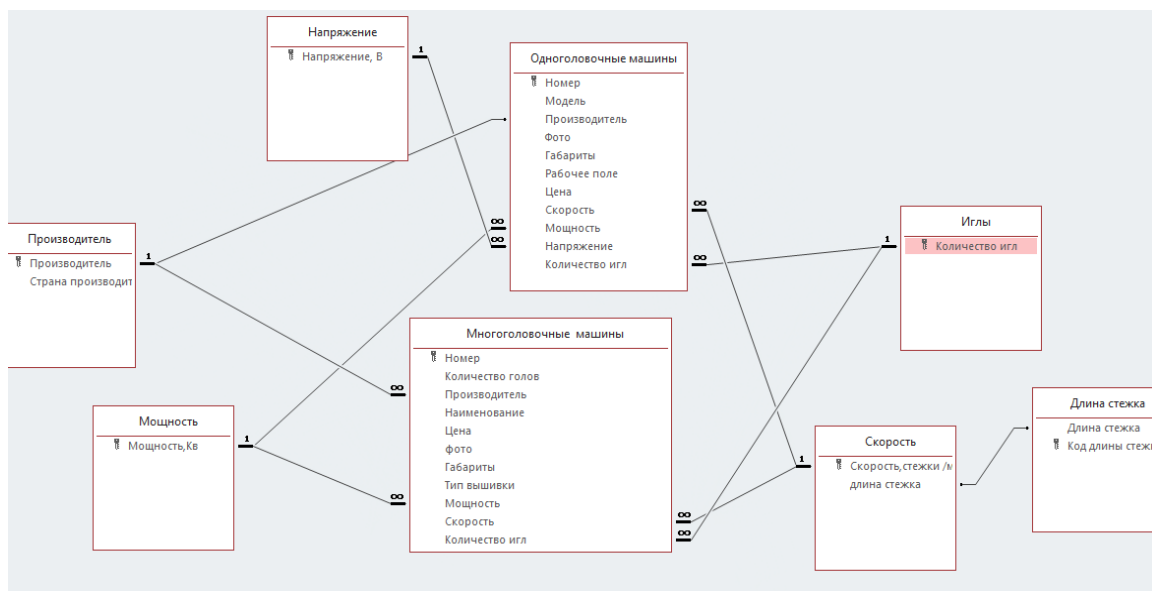 Напряжение
Напряжение, В
1
Одноголовочные машины
Номер
Модель
Производитель
Фото
Габариты
Рабочее поле
Цена
Скорость
Мощность
Напряжение
Количество игл
∞
∞
∞
∞
Производитель
Производитель
Страна производит
1
Иглы
Количество игл
1
Многоголовочные машины
Номер
Количество голов
Производитель
Наименование
Цена
фото
Габариты
Тип вышивки
Мощность
Скорость
Количество игл
∞
∞
∞
∞
Мощность
Мощность,Кв
1
Скорость
Скорость,стежки /м
длина стежка
1
Длина стежка
Длина стежка
Код длины стежк